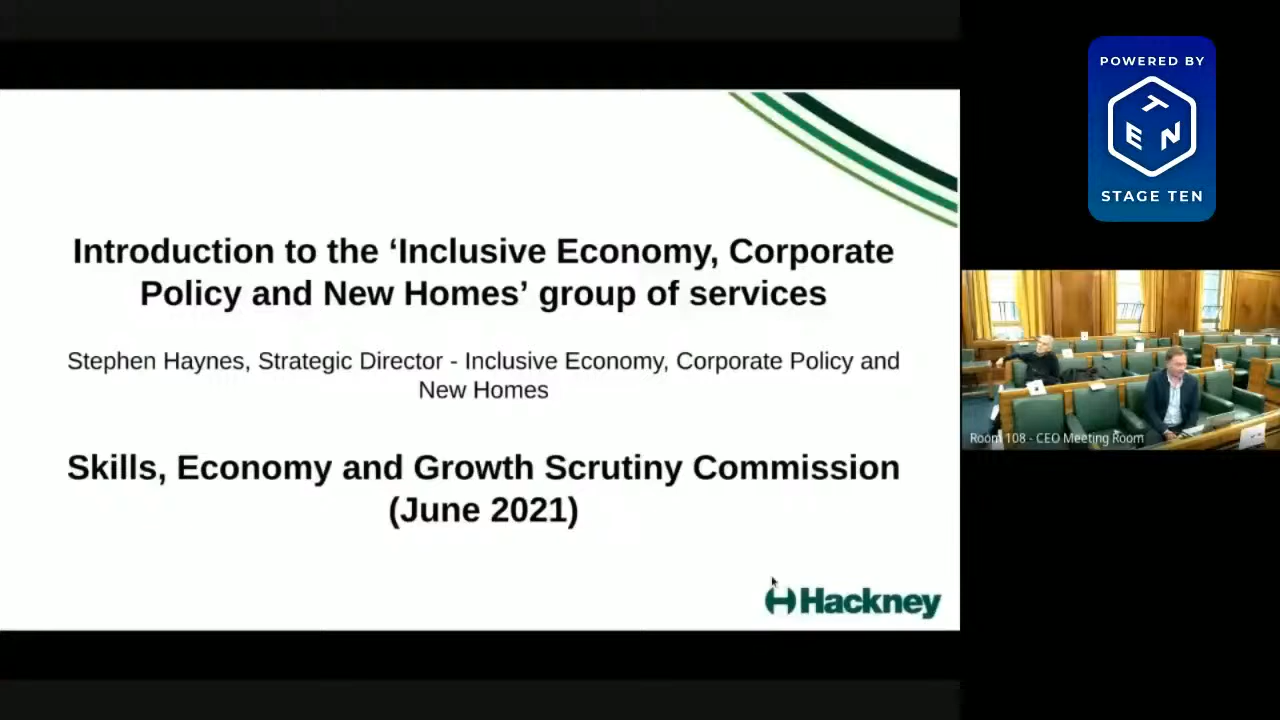 Introduction to the ‘Inclusive Economy, Corporate
Policy and New Homes’ group of services
Stephen Haynes, Strategic Director - Inclusive Economy, Corporate Policy and
New Homes
Skills, Economy and Growth Scrutiny Commission
(June 2021)
Hackney
POWERED BY
TEN
STAGE TEN
Room 108 - CEO Meeting Room